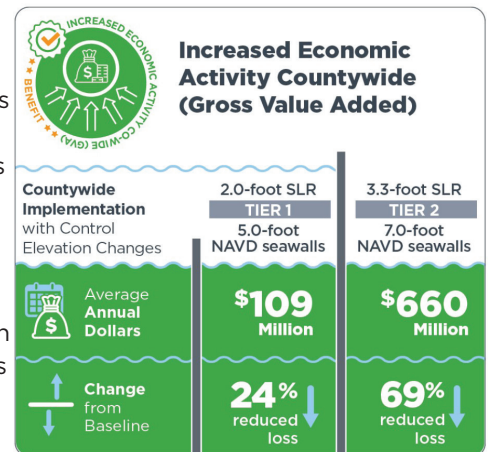 INCREASED ECONOMIC ACTIVITY CO-WIDE (GVA)
BENEFIT
$
Increased Economic
Activity Countywide
(Gross Value Added)
s
s
n
s
Countywide
Implementation
with Control
Elevation Changes
2.0-foot SLR
TIER 1
5.0-foot
NAVD seawalls
3.3-foot SLR
TIER 2
7.0-foot
NAVD seawalls
$
Average
Annual
Dollars
$109
Million
$660
Million
Change
from
Baseline
24%
reduced
loss
69%
reduced
loss